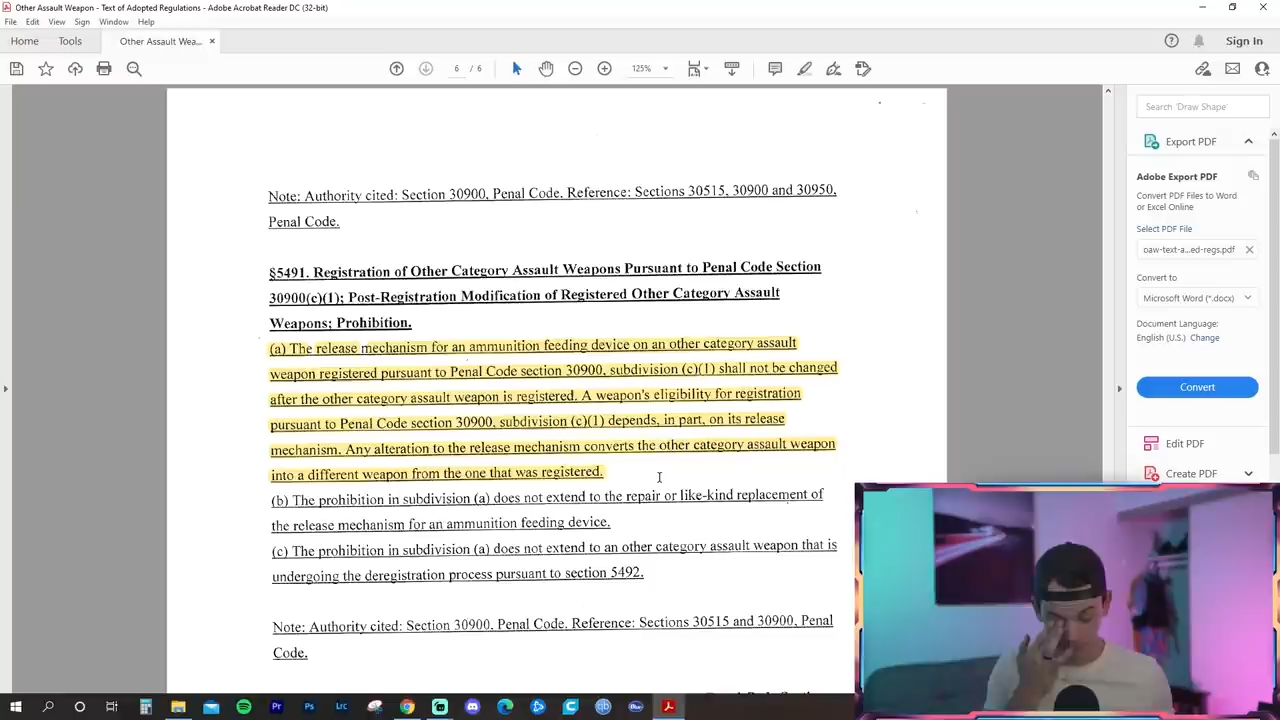 Other Assault Weapon - Text of Adopted Regulations - Adobe Acrobat Reader DC (32-bit)
File Edit View Sign Window Help
Home Tools Other Assault Wea... × Sign In
6 / 6 125%
Search 'Draw Shape'
Export PDF
Adobe Export PDF
Convert PDF Files to Word
or Excel Online
Select PDF File
oaw-text-a...ed-regs.pdf
Convert to
Microsoft Word (*.docx)
Document Language:
English (U.S.) Change
Convert
Edit PDF
Create PDF
Note: Authority cited: Section 30900, Penal Code. Reference: Sections 30515, 30900 and 30950,
Penal Code.
§5491. Registration of Other Category Assault Weapons Pursuant to Penal Code Section
30900(c)(1); Post-Registration Modification of Registered Other Category Assault
Weapons; Prohibition.
(a) The release mechanism for an ammunition feeding device on an other category assault
weapon registered pursuant to Penal Code section 30900, subdivision (c)(1) shall not be changed
after the other category assault weapon is registered. A weapon's eligibility for registration
pursuant to Penal Code section 30900, subdivision (c)(1) depends, in part, on its release
mechanism. Any alteration to the release mechanism converts the other category assault weapon
into a different weapon from the one that was registered.
(b) The prohibition in subdivision (a) does not extend to the repair or like-kind replacement of
the release mechanism for an ammunition feeding device.
(c) The prohibition in subdivision (a) does not extend to an other category assault weapon that is
undergoing the deregistration process pursuant to section 5492.
Note: Authority cited: Section 30900, Penal Code. Reference: Sections 30515 and 30900, Penal
Code.
Pr Ps Lrc